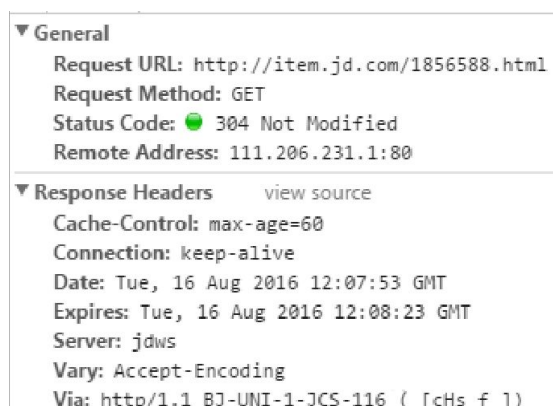 General
Request URL: http://item.jd.com/1856588.html
Request Method: GET
Status Code: 304 Not Modified
Remote Address: 111.206.231.1:80
Response Headers view source
Cache-Control: max-age=60
Connection: keep-alive
Date: Tue, 16 Aug 2016 12:07:53 GMT
Expires: Tue, 16 Aug 2016 12:08:23 GMT
Server: jdws
Vary: Accept-Encoding
Via: http/1.1 BJ-UNI-1-JCS-116 ( [cHs f ])